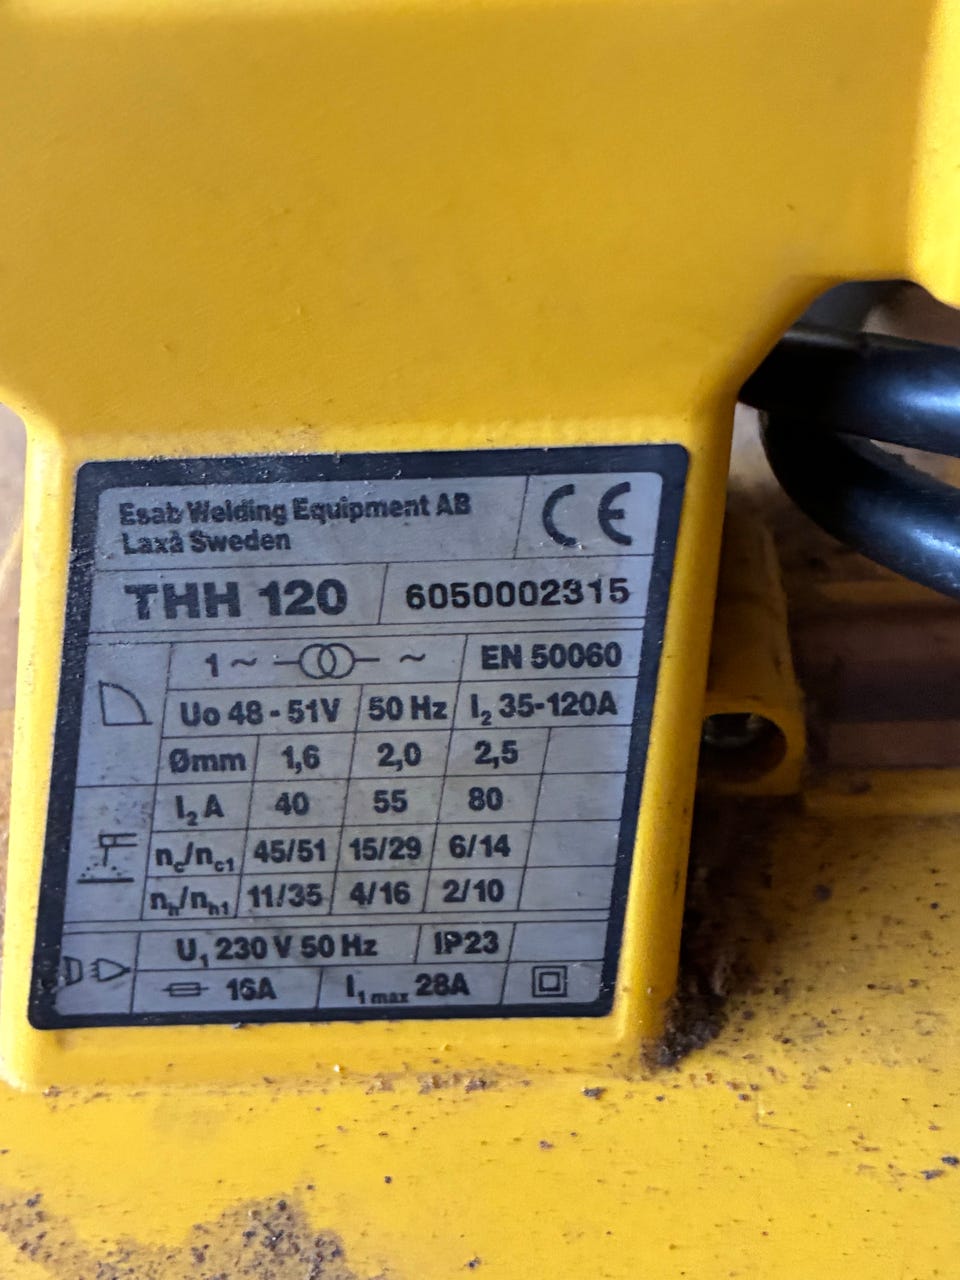 Esab Welding Equipment AB
Laxå Sweden
CE
THH 120 6050002315
1 ~ ~ EN 50060
Uo 48 - 51V 50 Hz I₂ 35-120A
Ømm 1,6 2,0 2,5
I₂ A 40 55 80
nc/nc1 45/51 15/29 6/14
nh/nh1 11/35 4/16 2/10
U₁ 230 V 50 Hz IP23
16A I₁ max 28A